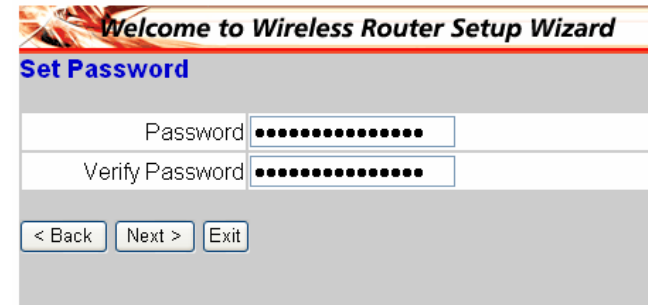 Welcome to Wireless Router Setup Wizard
Set Password
Password •••••••••••••••
Verify Password •••••••••••••••
< Back Next > Exit